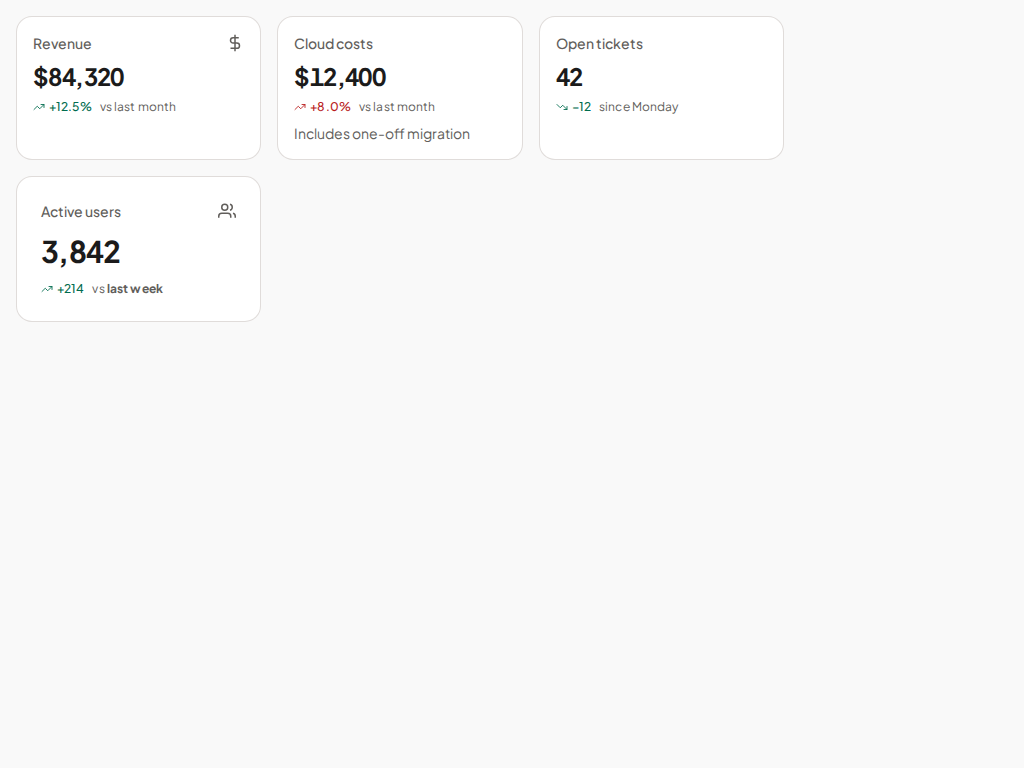 Revenue
$84,320
+12.5% vs last month
Cloud costs
$12,400
+8.0% vs last month
Includes one-off migration
Open tickets
42
−12 since Monday
Active users
3,842
+214 vs last week